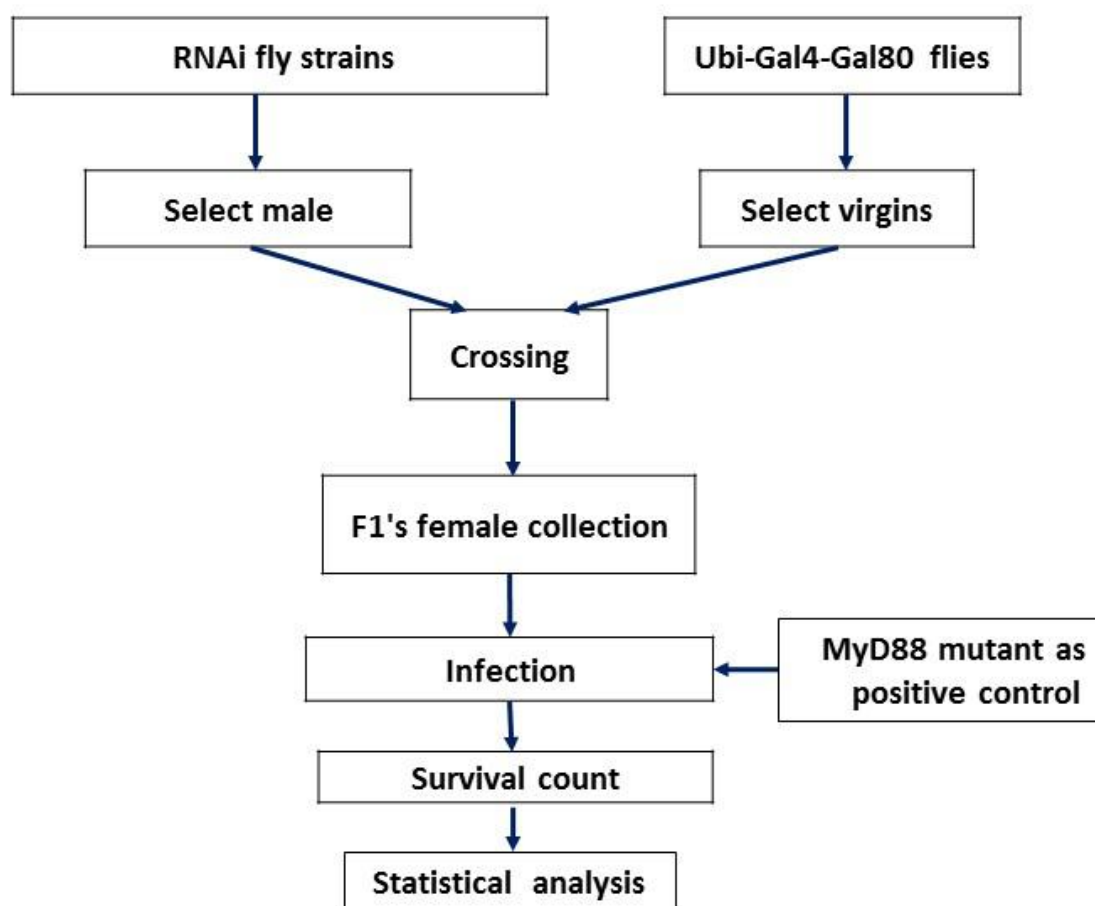 RNAi fly strains
Ubi-Gal4-Gal80 flies
Select male
Select virgins
Crossing
F1's female collection
Infection
MyD88 mutant as
positive control
Survival count
Statistical analysis